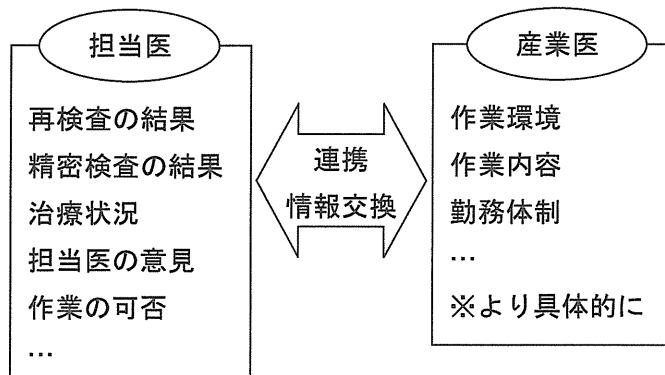 担当医
再検査の結果
精密検査の結果
治療状況
担当医の意見
作業の可否
…
連携
情報交換
産業医
作業環境
作業内容
勤務体制
…
※より具体的に